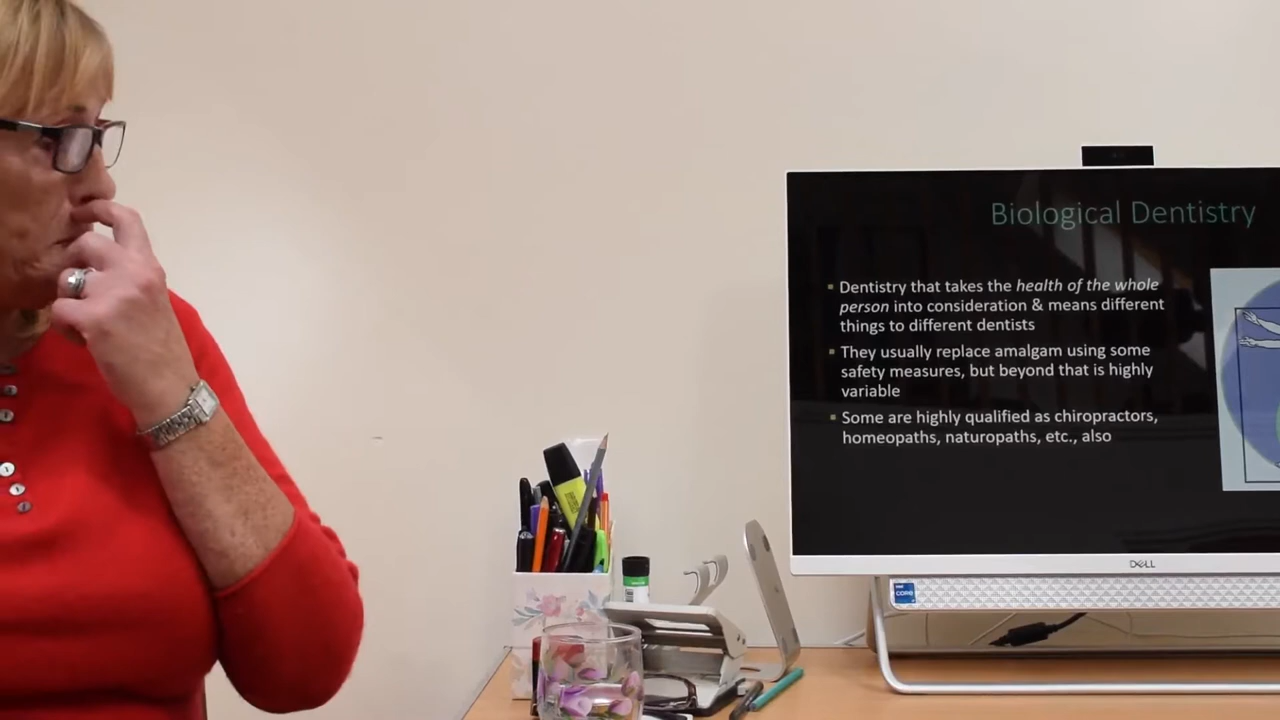 Biological Dentistry
▪ Dentistry that takes the health of the whole
person into consideration & means different
things to different dentists
▪ They usually replace amalgam using some
safety measures, but beyond that is highly
variable
▪ Some are highly qualified as chiropractors,
homeopaths, naturopaths, etc., also
DELL
intel
CORE